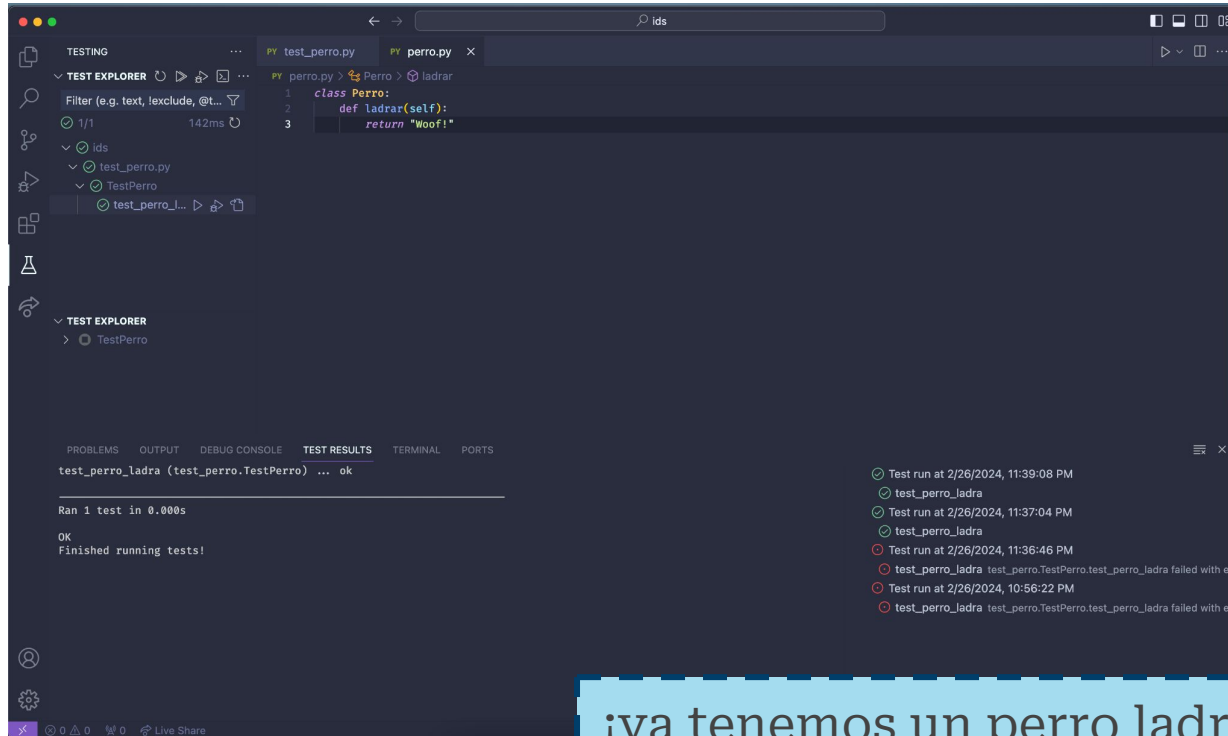 ids
TESTING ...
TEST EXPLORER ...
Filter (e.g. text, !exclude, @t...
1/1 142ms
ids
test_perro.py
TestPerro
test_perro_l...
TEST EXPLORER
TestPerro
PY test_perro.py PY perro.py ×
PY perro.py > Perro > ladrar
1 class Perro:
2 def ladrar(self):
3 return "Woof!"
PROBLEMS OUTPUT DEBUG CONSOLE TEST RESULTS TERMINAL PORTS
test_perro_ladra (test_perro.TestPerro) ... ok
Ran 1 test in 0.000s
OK
Finished running tests!
Test run at 2/26/2024, 11:39:08 PM
test_perro_ladra
Test run at 2/26/2024, 11:37:04 PM
test_perro_ladra
Test run at 2/26/2024, 11:36:46 PM
test_perro_ladra test_perro.TestPerro.test_perro_ladra failed with e
Test run at 2/26/2024, 10:56:22 PM
test_perro_ladra test_perro.TestPerro.test_perro_ladra failed with e
0 0 0 Live Share
¡ya tenemos un perro ladr